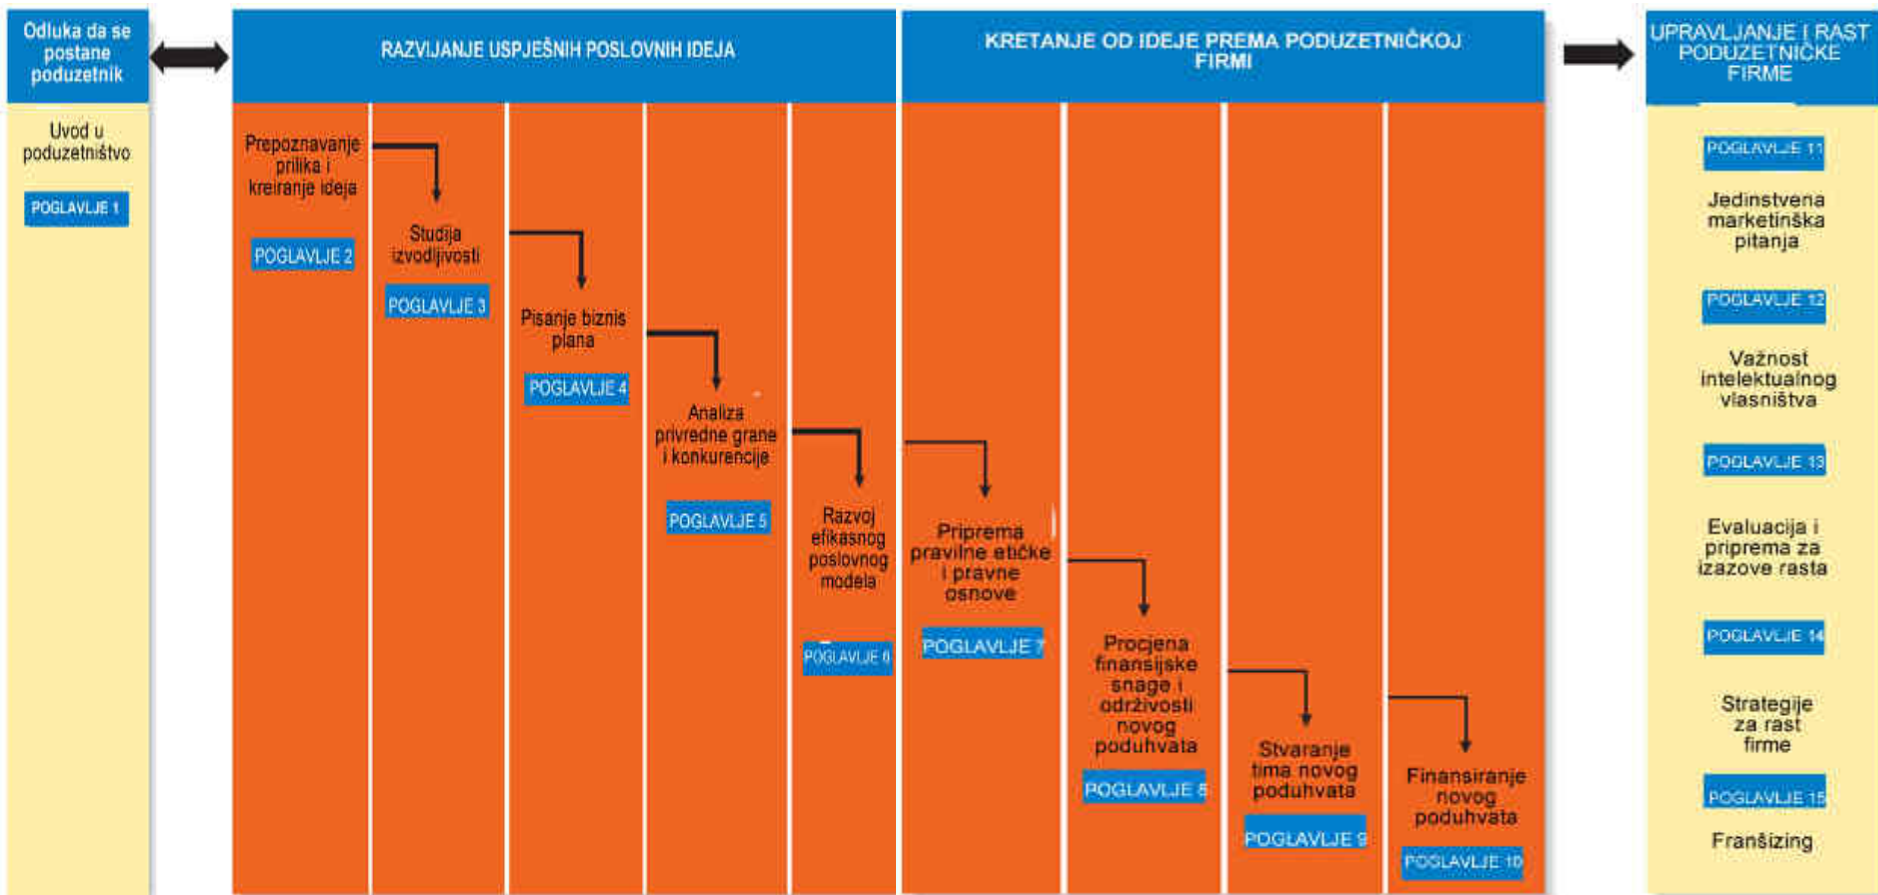 Odluka da se
postane
poduzetnik
Uvod u
poduzetništvo
POGLAVLJE 1
RAZVIJANJE USPJEŠNIH POSLOVNIH IDEJA
Prepoznavanje
prilika i
kreiranje ideja
POGLAVLJE 2
Studija
izvodljivosti
POGLAVLJE 3
Pisanje biznis
plana
POGLAVLJE 4
Analiza
privredne grane
i konkurencije
POGLAVLJE 5
Razvoj
efikasnog
poslovnog
modela
POGLAVLJE 6
KRETANJE OD IDEJE PREMA PODUZETNIČKOJ
FIRMI
Priprema
pravilne etičke
i pravne
osnove
POGLAVLJE 7
Procjena
finansijske
snage i
održivosti
novog
poduhvata
POGLAVLJE 8
Stvaranje
tima novog
poduhvata
POGLAVLJE 9
Finansiranje
novog
poduhvata
POGLAVLJE 10
UPRAVLJANJE I RAST
PODUZETNIČKE
FIRME
POGLAVLJE 11
Jedinstvena
marketinška
pitanja
POGLAVLJE 12
Važnost
intelektualnog
vlasništva
POGLAVLJE 13
Evaluacija i
priprema za
izazove rasta
POGLAVLJE 14
Strategije
za rast
firme
POGLAVLJE 15
Franšizing